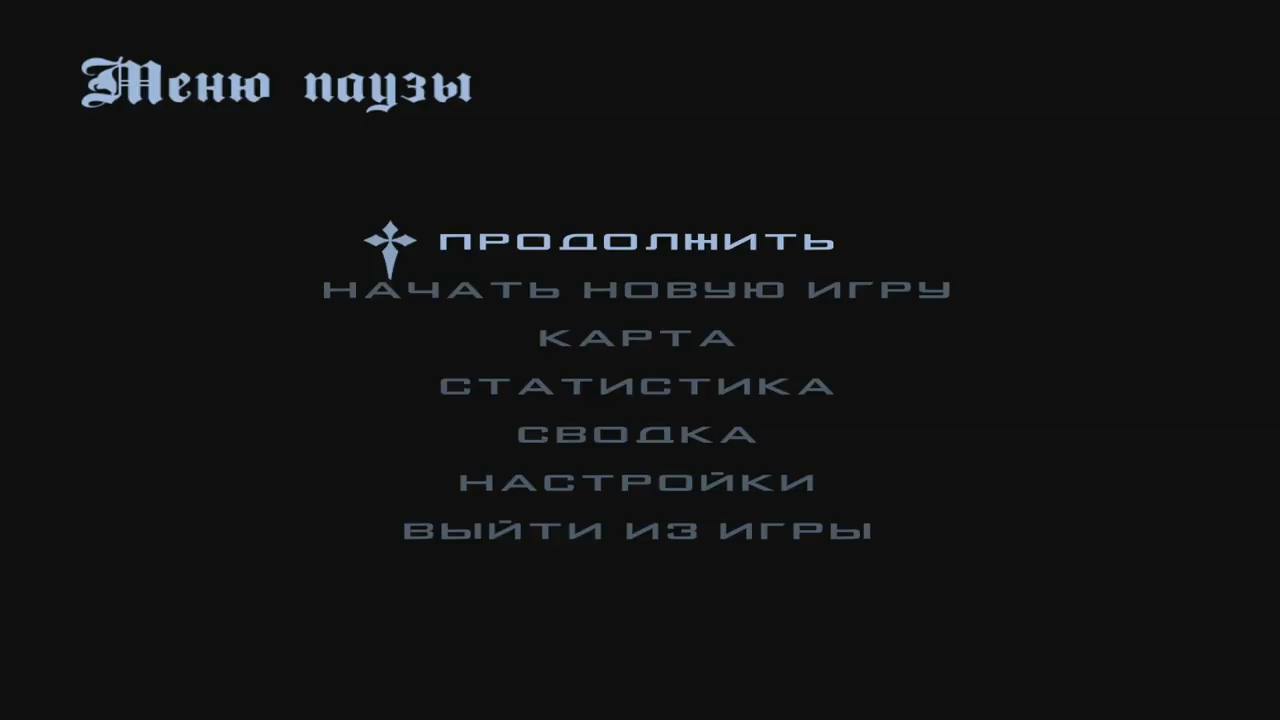 Меню паузы
ПРОДОЛЖИТЬ
НАЧАТЬ НОВУЮ ИГРУ
КАРТА
СТАТИСТИКА
СВОДКА
НАСТРОЙКИ
ВЫЙТИ ИЗ ИГРЫ